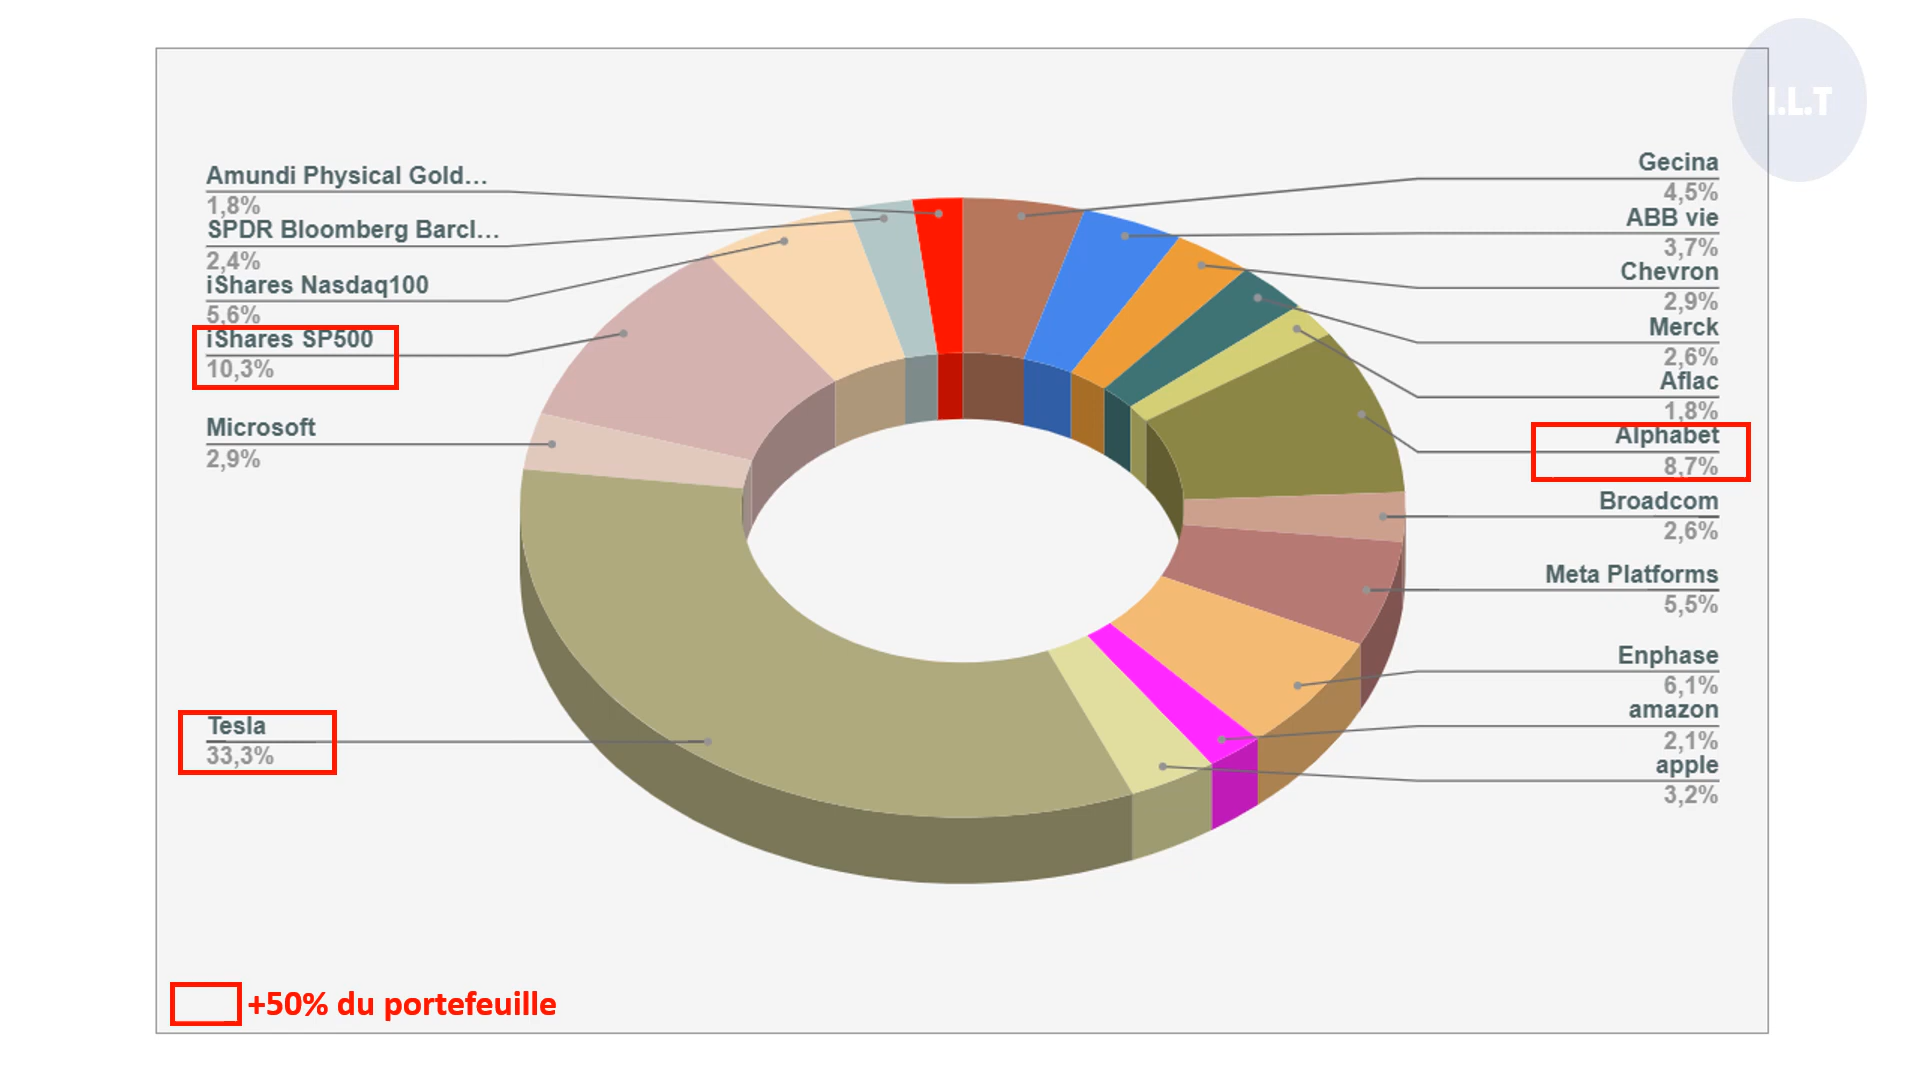 I.L.T
Amundi Physical Gold…
1,8%
SPDR Bloomberg Barcl…
2,4%
iShares Nasdaq100
5,6%
iShares SP500
10,3%
Microsoft
2,9%
Tesla
33,3%
Gecina
4,5%
ABB vie
3,7%
Chevron
2,9%
Merck
2,6%
Aflac
1,8%
Alphabet
8,7%
Broadcom
2,6%
Meta Platforms
5,5%
Enphase
6,1%
amazon
2,1%
apple
3,2%
+50% du portefeuille